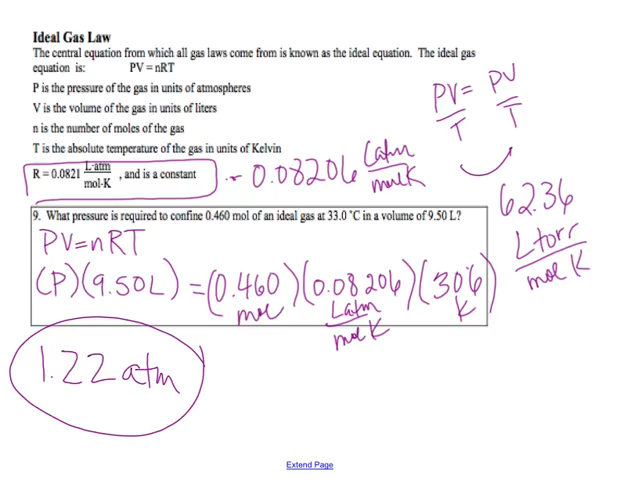 Ideal Gas Law
The central equation from which all gas laws come from is known as the ideal equation. The ideal gas
equation is: PV = nRT
P is the pressure of the gas in units of atmospheres
V is the volume of the gas in units of liters
n is the number of moles of the gas
T is the absolute temperature of the gas in units of Kelvin
R = 0.0821 L-atm/mol-K , and is a constant
0.08206 Latm/molK
PV/T = PV/T
62.36
Ltorr/mol K
9. What pressure is required to confine 0.460 mol of an ideal gas at 33.0 °C in a volume of 9.50 L?
PV=nRT
(P)(9.50L) = (0.460 mol)(0.08206 Latm/mol K)(306 K)
1.22 atm
Extend Page